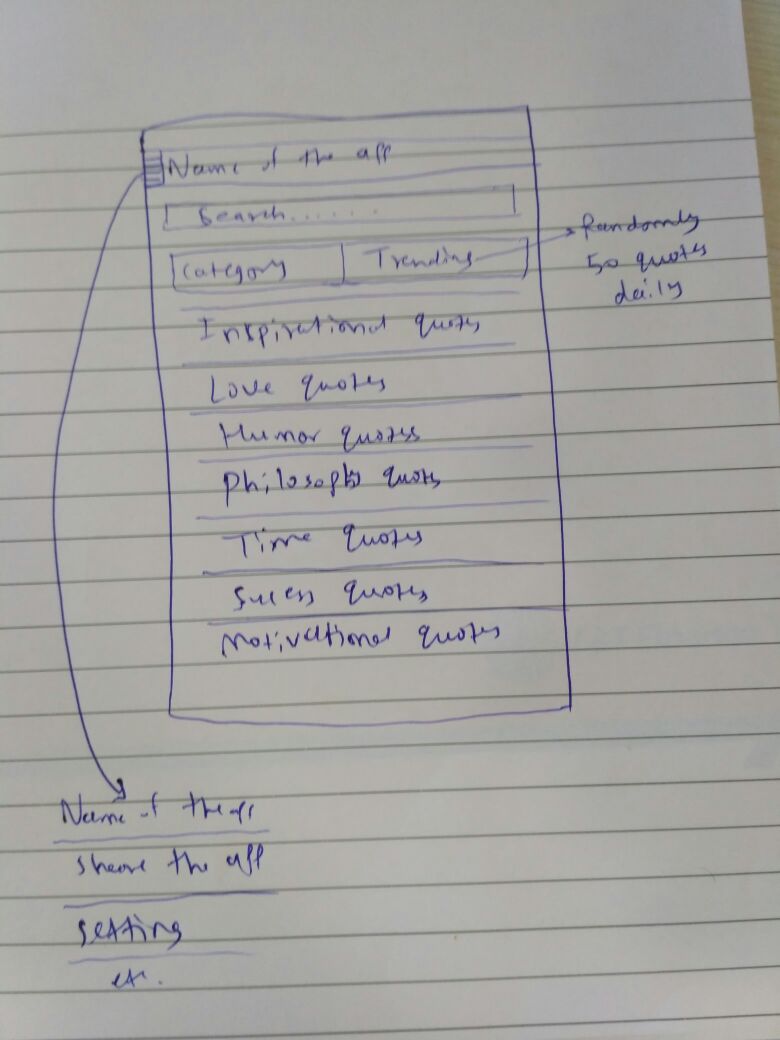 Name of the app
Search......
Category
Trending
Randomly
50 quotes
daily
Inspirational quotes
Love quotes
Humor quotes
Philosophy quotes
Time quotes
Sucess quotes
Motivational quotes
Name of the app
Share the app
Setting
etc.